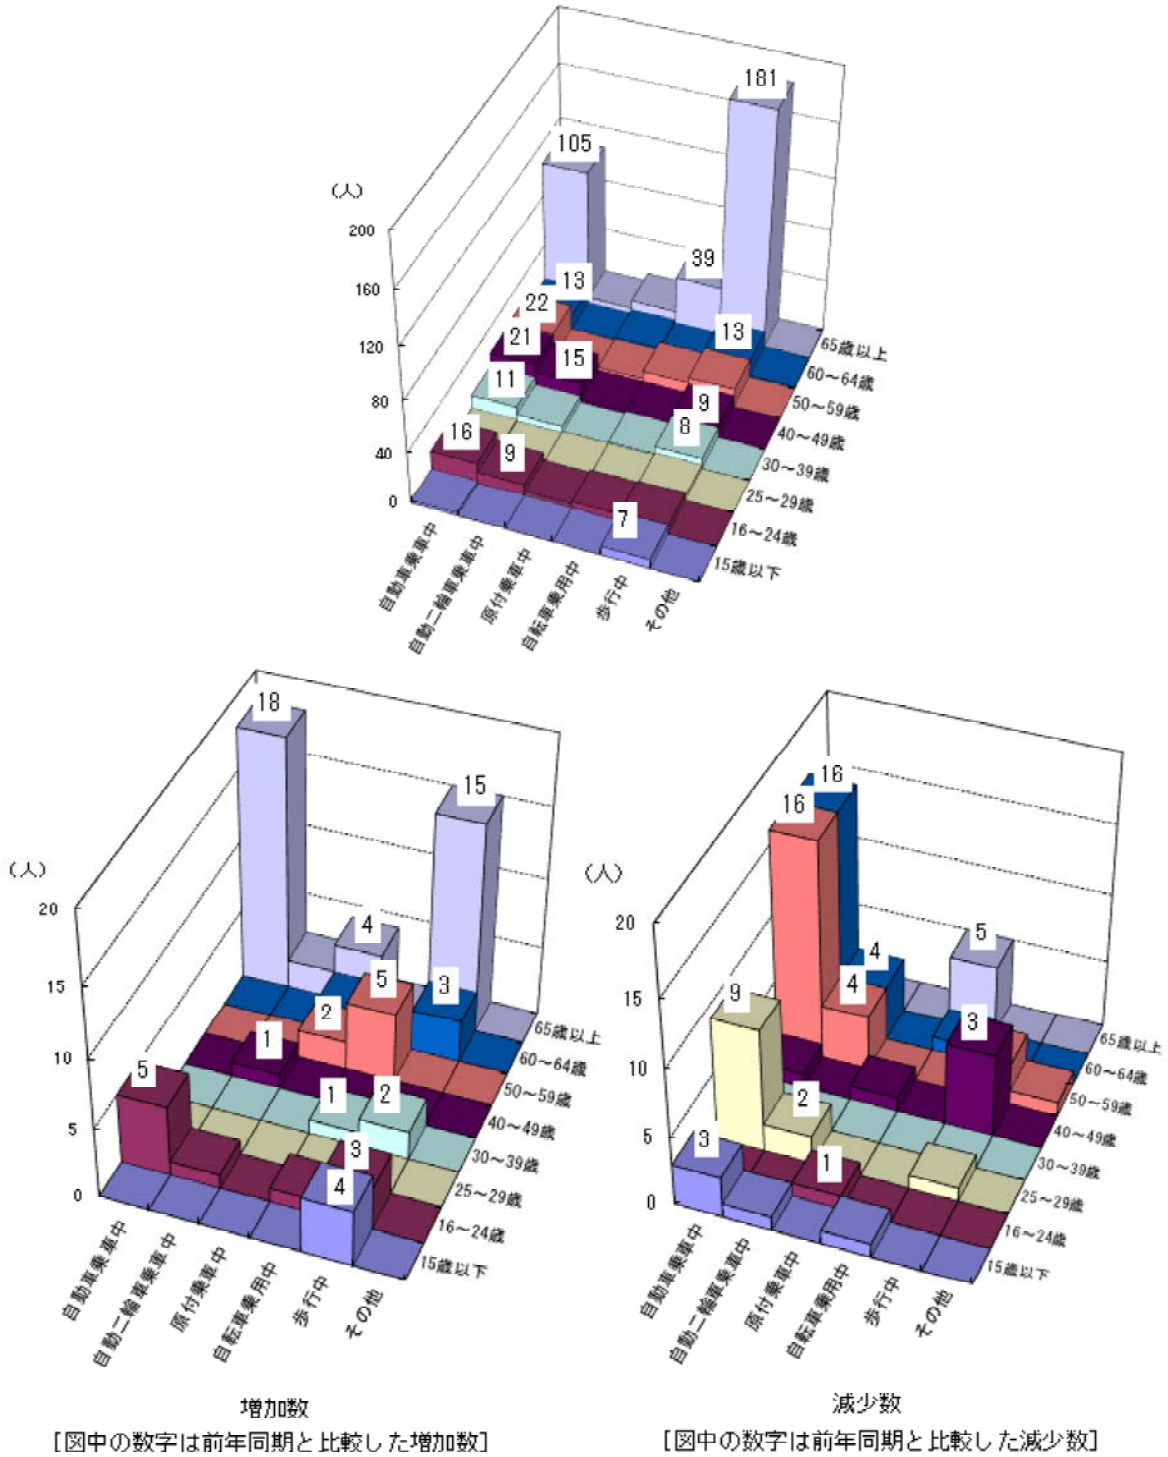 181
105
(人)
200
39
160
13
22
13
120
65歳以上
21
15
60～64歳
11
80
9
50～59歳
8
40～49歳
16
40
9
30～39歳
25～29歳
0
7
16～24歳
15歳以下
自動車乗車中
自動二輪車乗車中
原付乗車中
自転車乗用中
歩行中
その他
18
15
(人)
20
4
5
3
15
2
65歳以上
1
60～64歳
10
5
50～59歳
1
2
40～49歳
5
3
30～39歳
4
25～29歳
0
16～24歳
15歳以下
自動車乗車中
自動二輪車乗車中
原付乗車中
自転車乗用中
歩行中
その他
増加数
[図中の数字は前年同期と比較した増加数]
16
16
(人)
20
5
4
4
15
9
3
65歳以上
10
60～64歳
2
50～59歳
5
3
40～49歳
1
30～39歳
0
25～29歳
16～24歳
15歳以下
自動車乗車中
自動二輪車乗車中
原付乗車中
自転車乗用中
歩行中
その他
減少数
[図中の数字は前年同期と比較した減少数]